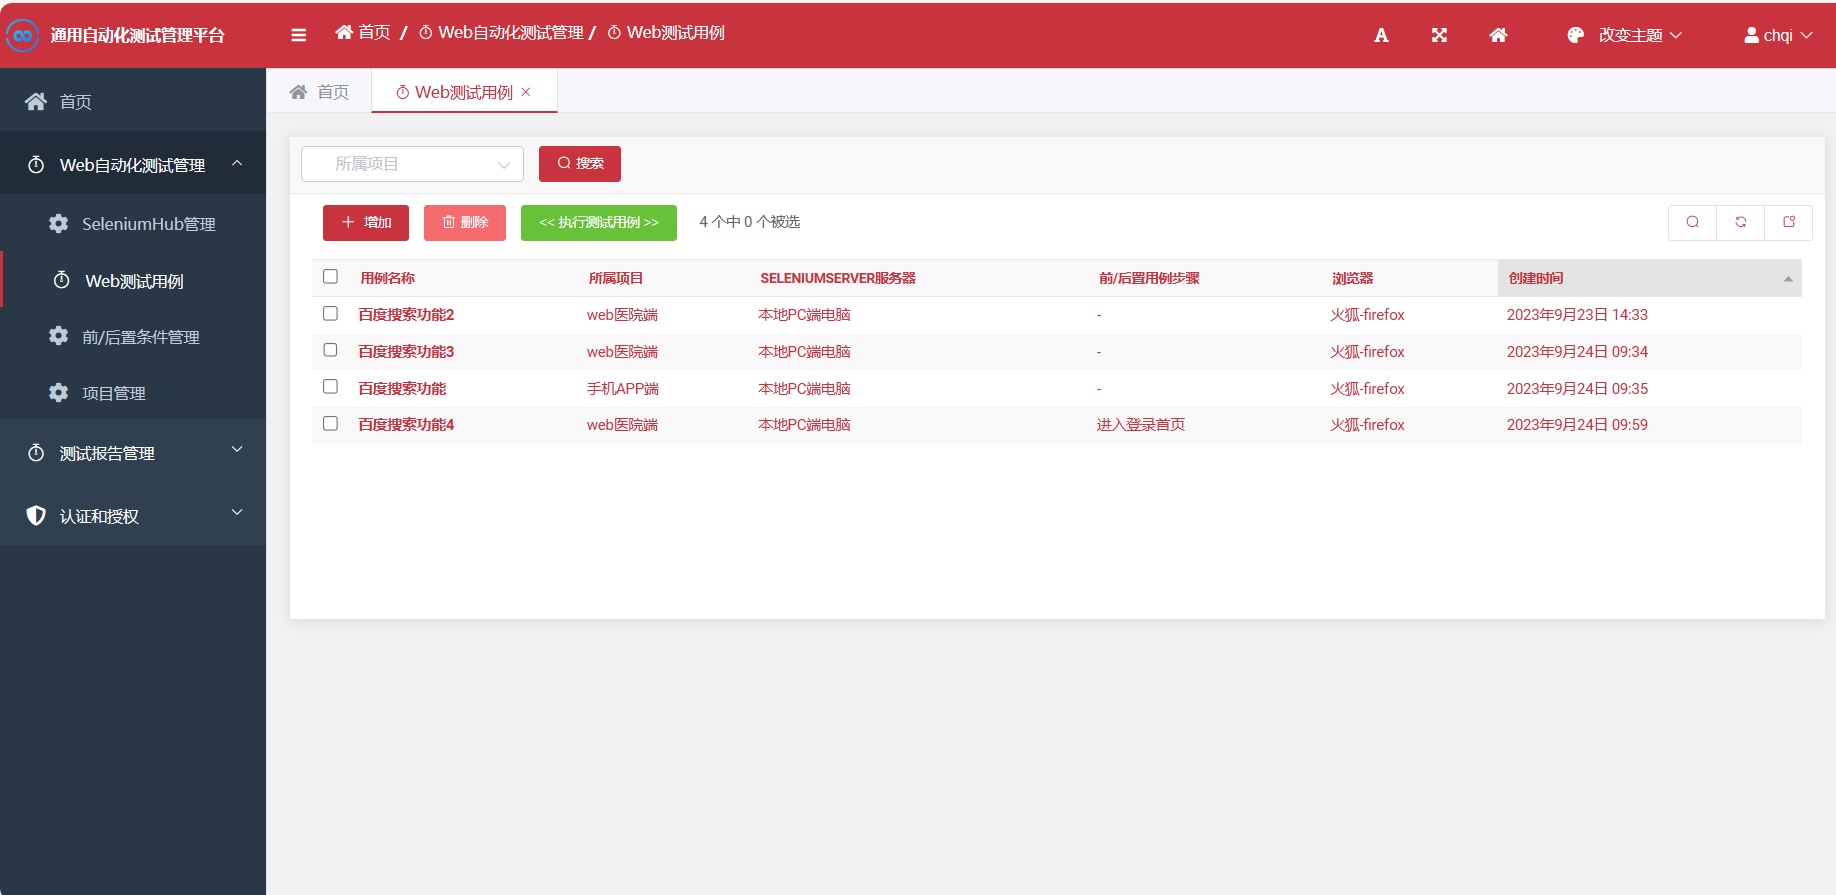 通用自动化测试管理平台
首页 / Web自动化测试管理 / Web测试用例
A
改变主题
chqi
首页
Web自动化测试管理
SeleniumHub管理
Web测试用例
前/后置条件管理
项目管理
测试报告管理
认证和授权
首页
Web测试用例 ×
所属项目
搜索
+ 增加
删除
<< 执行测试用例 >>
4 个中 0 个被选
用例名称 所属项目 SELENIUMSERVER服务器 前/后置用例步骤 浏览器 创建时间
百度搜索功能2 web医院端 本地PC端电脑 - 火狐-firefox 2023年9月23日 14:33
百度搜索功能3 web医院端 本地PC端电脑 - 火狐-firefox 2023年9月24日 09:34
百度搜索功能 手机APP端 本地PC端电脑 - 火狐-firefox 2023年9月24日 09:35
百度搜索功能4 web医院端 本地PC端电脑 进入登录首页 火狐-firefox 2023年9月24日 09:59